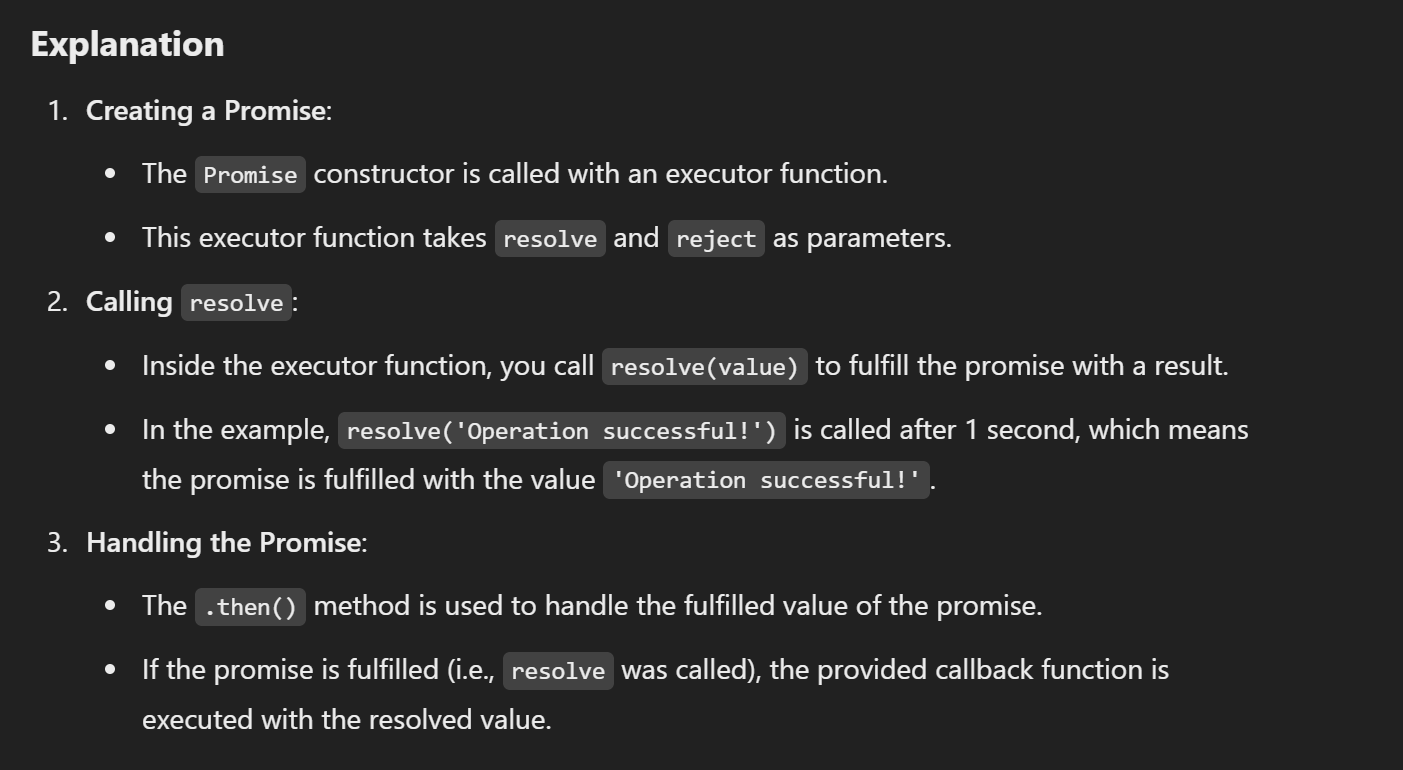 Explanation
1. Creating a Promise:
• The Promise constructor is called with an executor function.
• This executor function takes resolve and reject as parameters.
2. Calling resolve:
• Inside the executor function, you call resolve(value) to fulfill the promise with a result.
• In the example, resolve('Operation successful!') is called after 1 second, which means
the promise is fulfilled with the value 'Operation successful!'.
3. Handling the Promise:
• The .then() method is used to handle the fulfilled value of the promise.
• If the promise is fulfilled (i.e., resolve was called), the provided callback function is
executed with the resolved value.